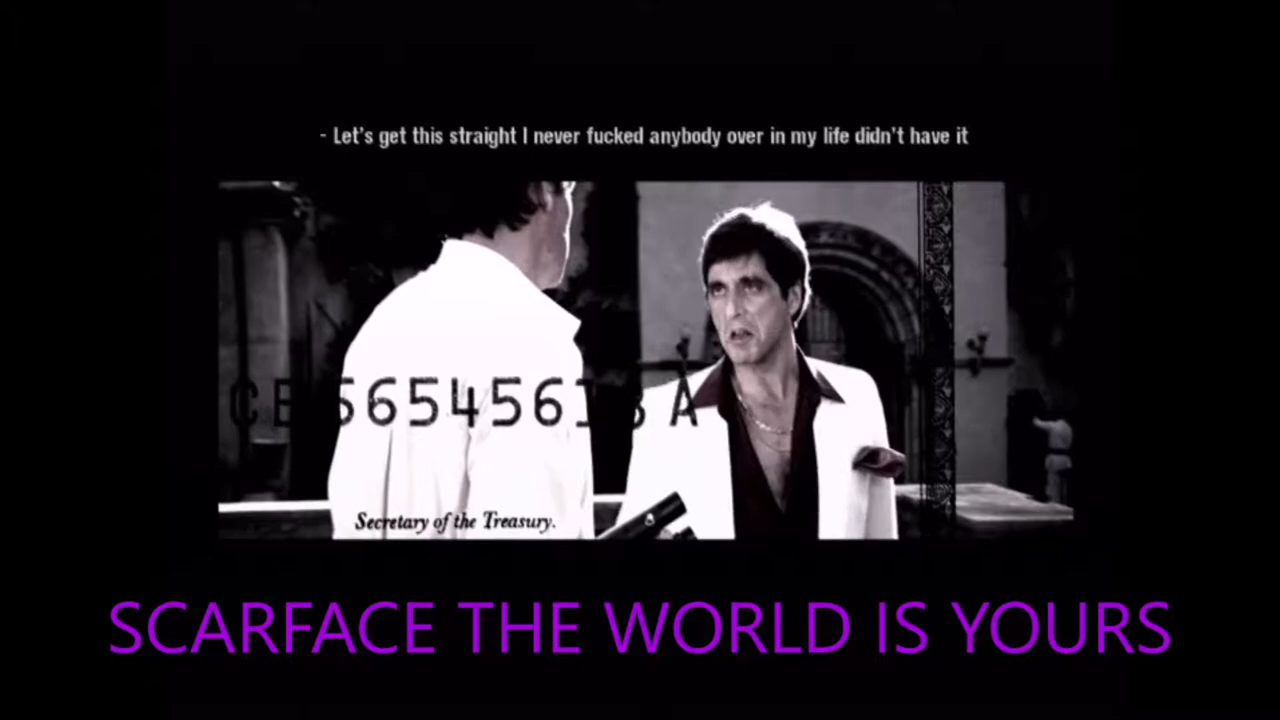 - Let's get this straight I never fucked anybody over in my life didn't have it
Secretary of the Treasury.
SCARFACE THE WORLD IS YOURS